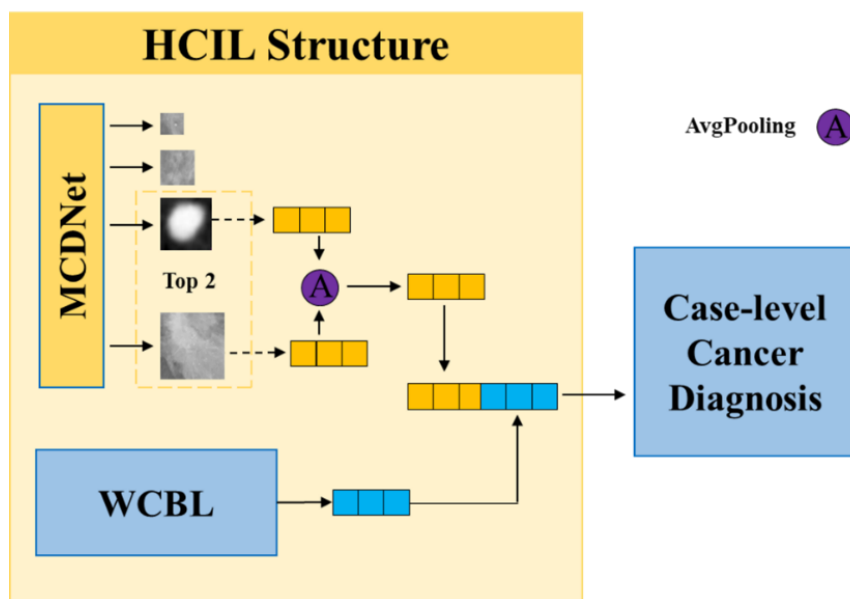 HCIL Structure
MCDNet
Top 2
A
WCBL
AvgPooling A
Case-level
Cancer
Diagnosis